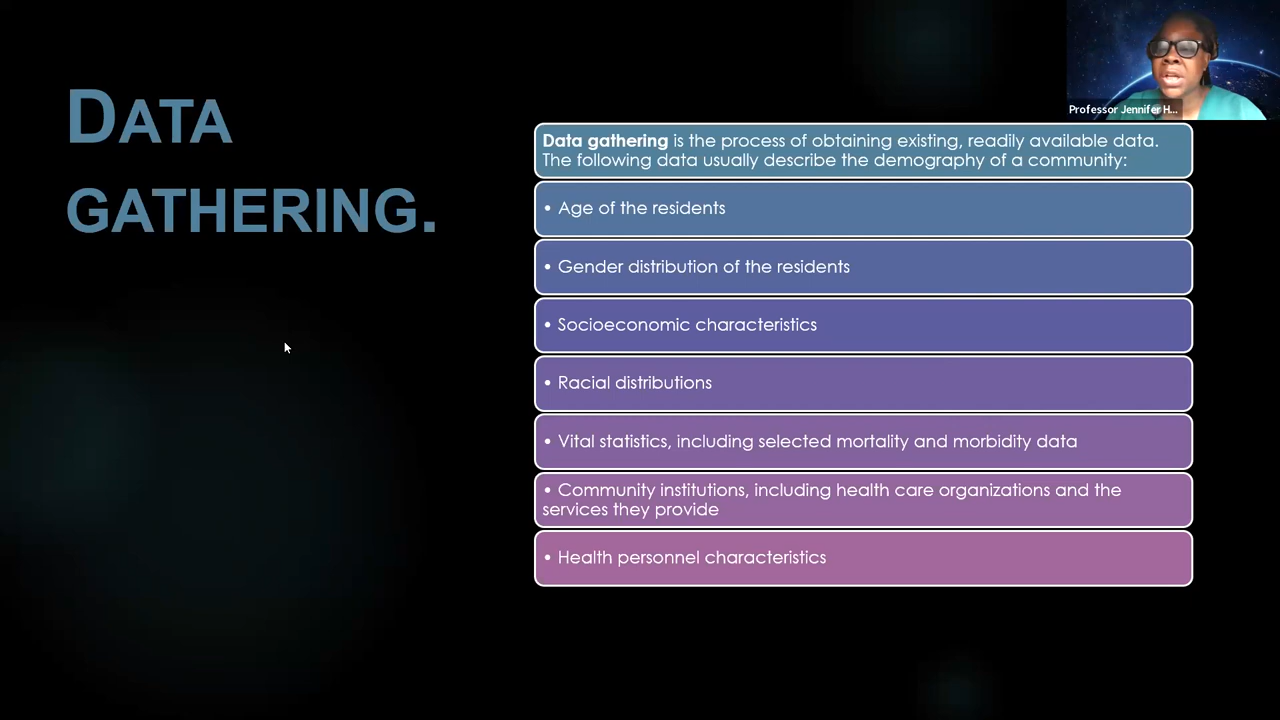 DATA
GATHERING.
Professor Jennifer H...
Data gathering is the process of obtaining existing, readily available data.
The following data usually describe the demography of a community:
• Age of the residents
• Gender distribution of the residents
• Socioeconomic characteristics
• Racial distributions
• Vital statistics, including selected mortality and morbidity data
• Community institutions, including health care organizations and the
services they provide
• Health personnel characteristics